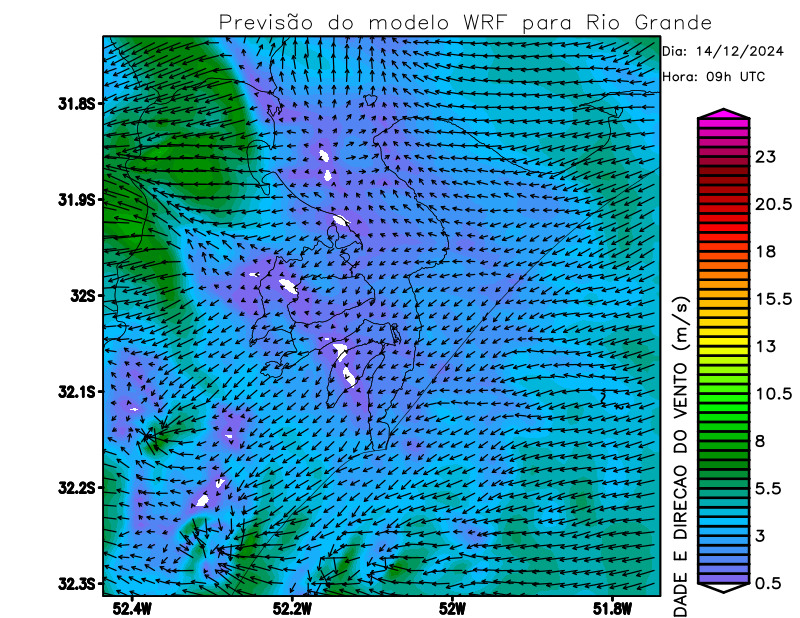 Previsão do modelo WRF para Rio Grande
Dia: 14/12/2024
Hora: 09h UTC
31.8S
31.9S
32S
32.1S
32.2S
32.3S
52.4W
52.2W
52W
51.8W
DADE E DIRECAO DO VENTO (m/s)
23
20.5
18
15.5
13
10.5
8
5.5
3
0.5